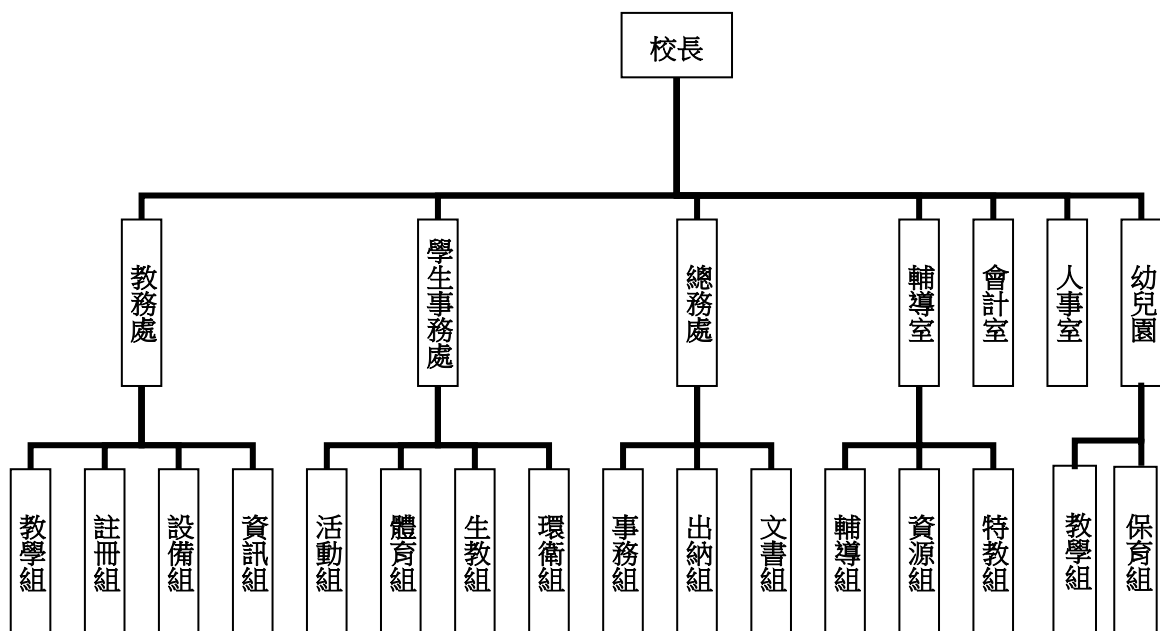 校長
教務處
學生事務處
總務處
輔導室
會計室
人事室
幼兒園
教學組
註冊組
設備組
資訊組
活動組
體育組
生教組
環衛組
事務組
出納組
文書組
輔導組
資源組
特教組
教學組
保育組